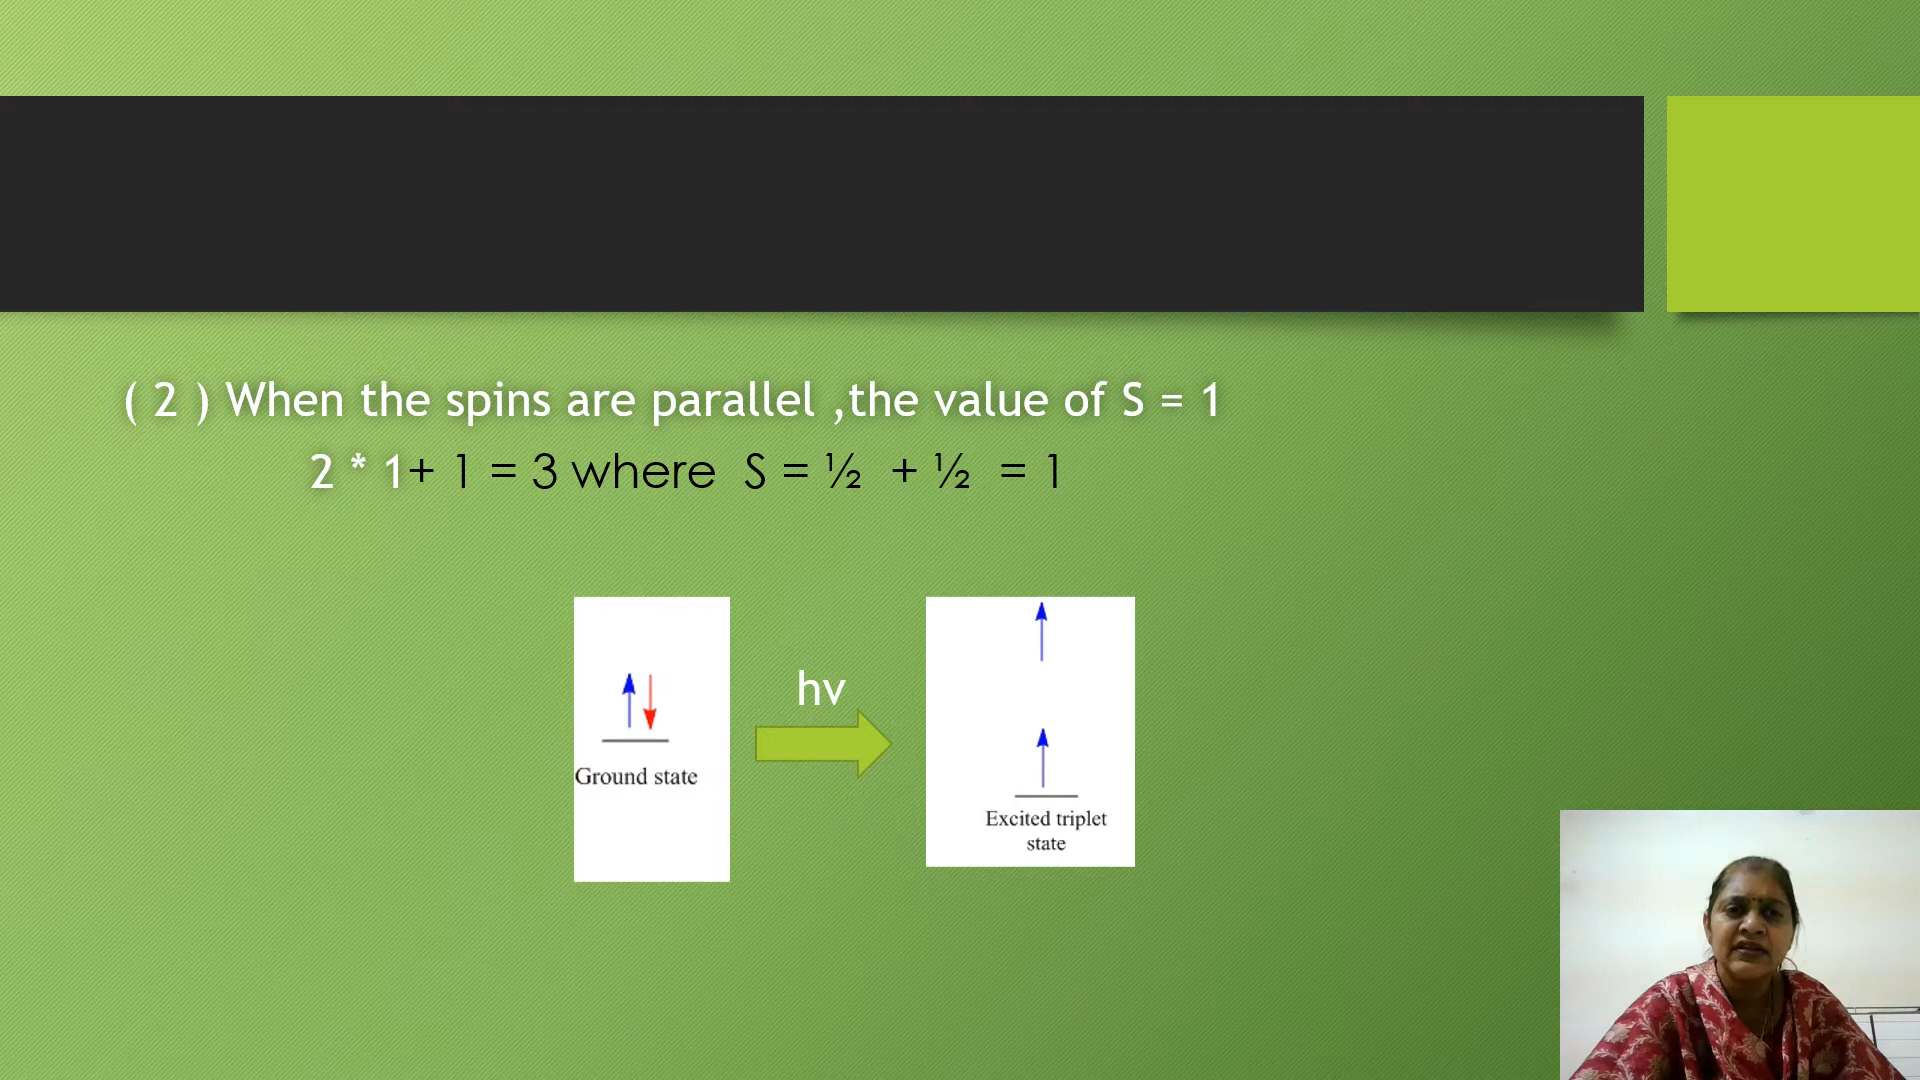 ( 2 ) When the spins are parallel ,the value of S = 1
2 * 1+ 1 = 3 where S = ½ + ½ = 1
hv
Ground state
Excited triplet
state